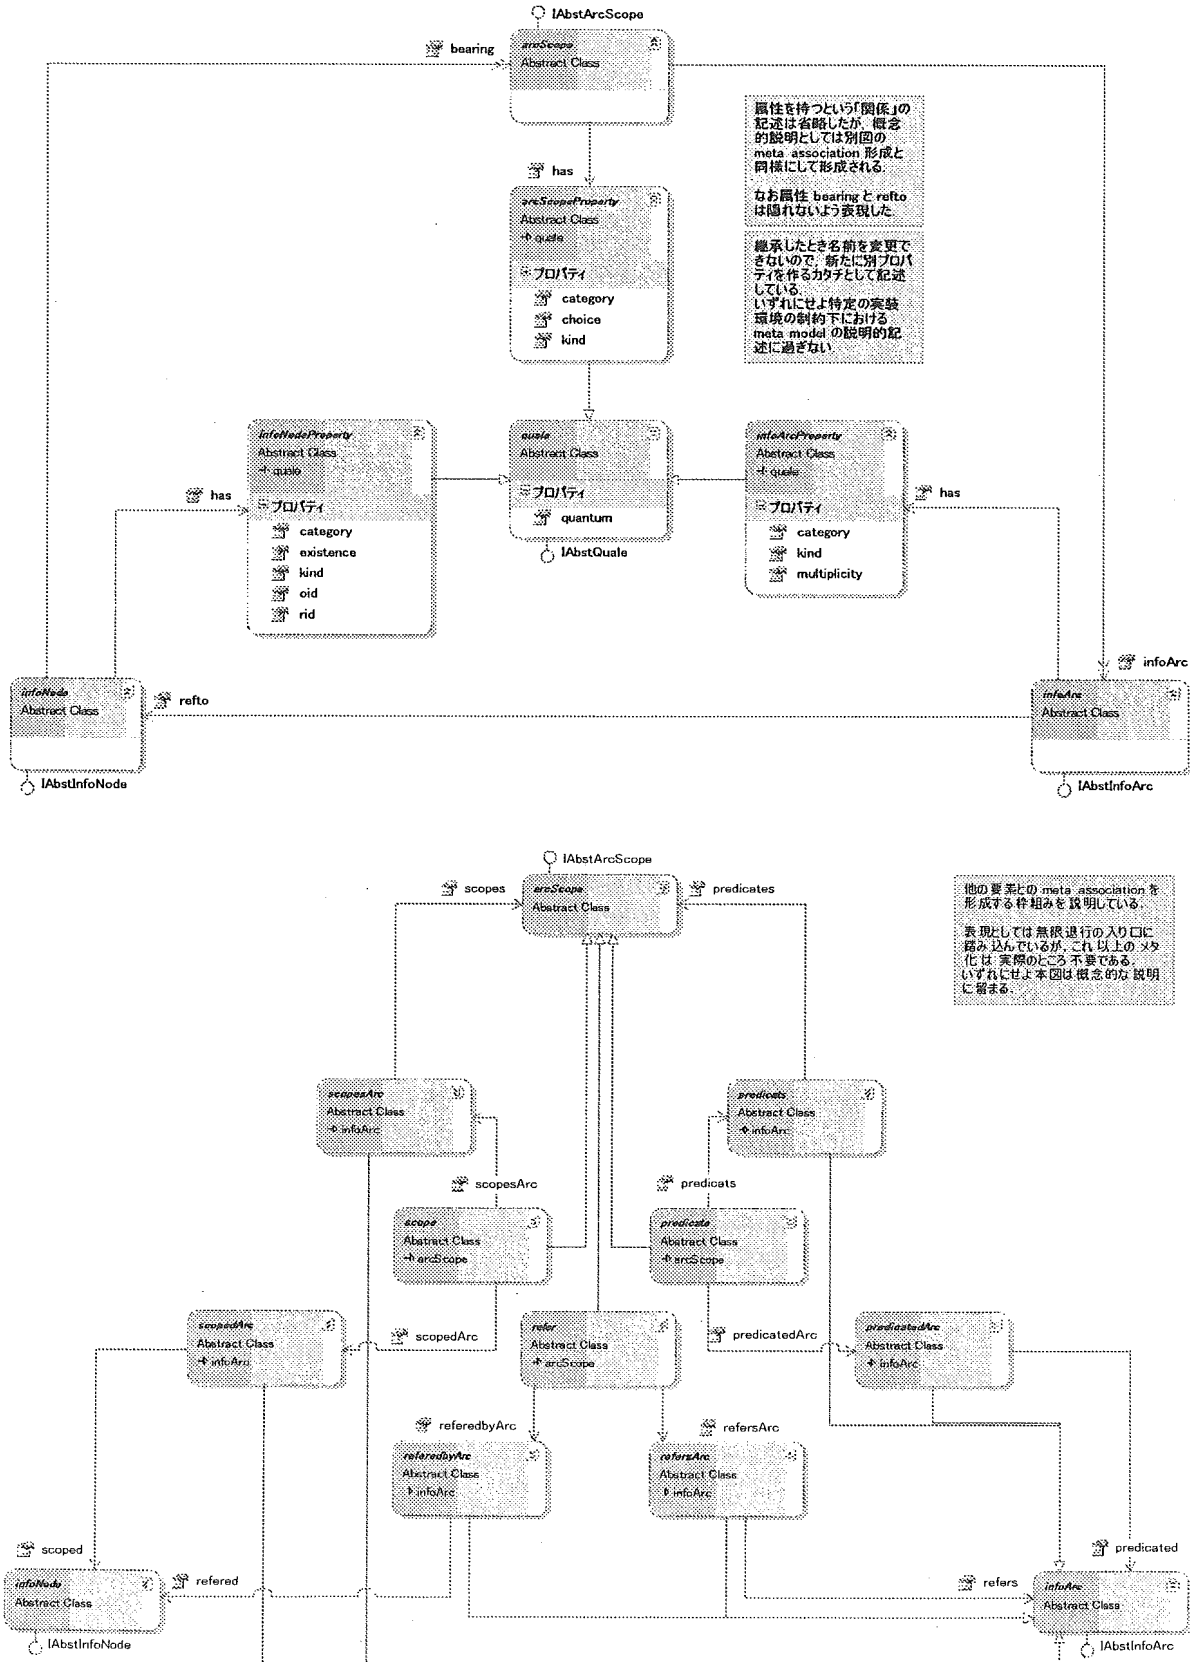 IAbstArcScope
arcScope
Abstract Class
bearing
属性を持つという「関係」の
記述は省略したが、概念
的説明としては別図の
meta association 形成と
同様にして形成される.
なお属性 bearing と refto
は隠れないよう表現した.
has
arcScopeProperty
Abstract Class
quale
プロパティ
category
choice
kind
継承したとき名前を変更で
きないので、新たに別プロパ
ティを作るカタチとして記述
している.
いずれにせよ特定の実装
環境の制約下における
meta model の説明的記
述に過ぎない.
infoNodeProperty
Abstract Class
quale
プロパティ
category
existence
kind
oid
rid
has
quale
Abstract Class
プロパティ
quantum
IAbstQuale
infoArcProperty
Abstract Class
quale
プロパティ
category
kind
multiplicity
has
infoArc
infoNode
Abstract Class
IAbstInfoNode
refto
infoArc
Abstract Class
IAbstInfoArc
IAbstArcScope
scopes
arcScope
Abstract Class
predicates
他の要素との meta association を
形成する枠組みを説明している.
表現としては無限退行の入り口に
踏み込んでいるが、これ以上のメタ
化は実際のところ不要である.
いずれにせよ本図は概念的な説明
に留まる.
scopesArc
Abstract Class
infoArc
predicats
Abstract Class
infoArc
scopesArc
predicats
scope
Abstract Class
arcScope
predicate
Abstract Class
arcScope
scopedArc
Abstract Class
infoArc
scopedArc
refer
Abstract Class
arcScope
predicatedArc
predicatedArc
Abstract Class
infoArc
referedbyArc
refersArc
referedbyArc
Abstract Class
infoArc
refersArc
Abstract Class
infoArc
scoped
predicated
infoNode
Abstract Class
IAbstInfoNode
refered
refers
infoArc
Abstract Class
IAbstInfoArc